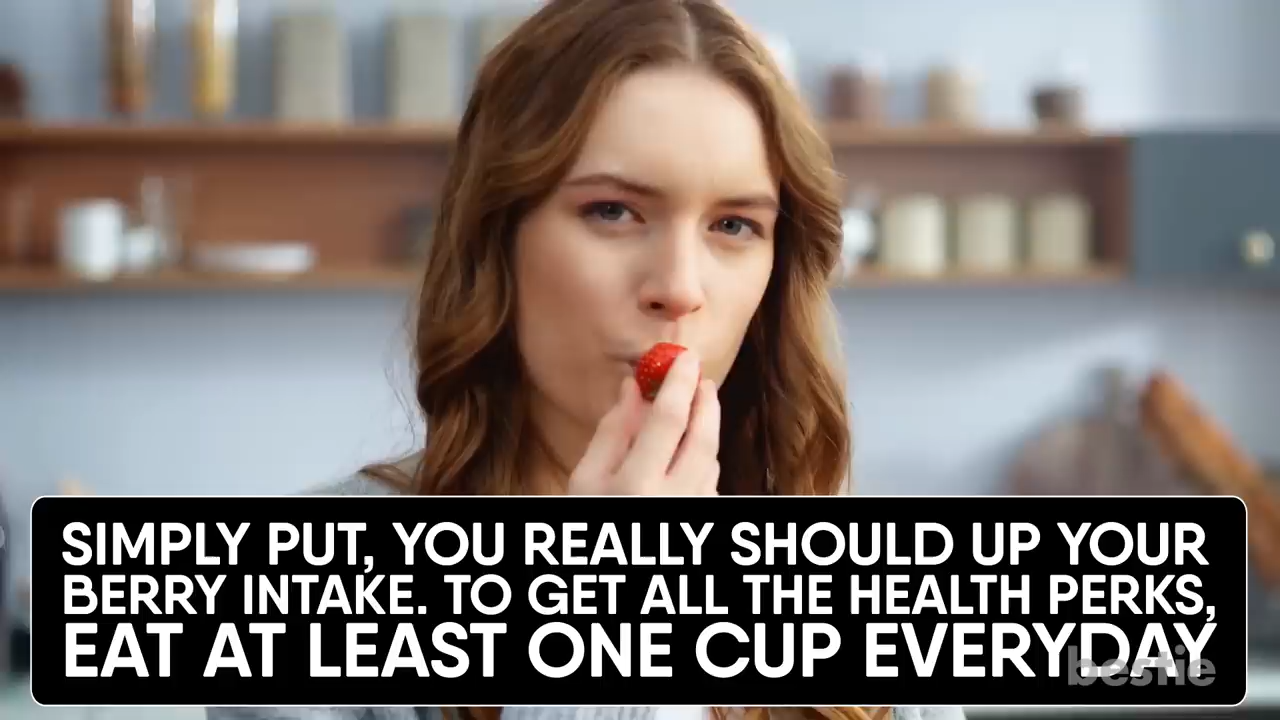 SIMPLY PUT, YOU REALLY SHOULD UP YOUR
BERRY INTAKE. TO GET ALL THE HEALTH PERKS,
EAT AT LEAST ONE CUP EVERYDAY
bestie